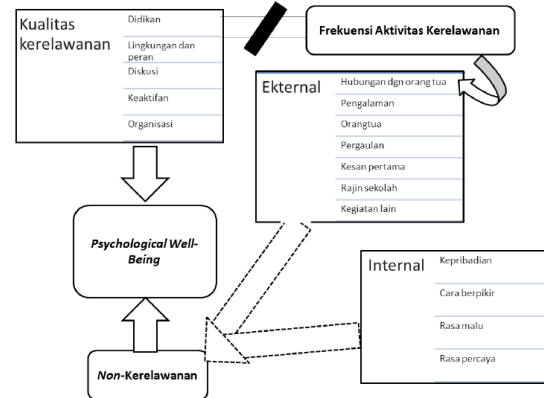 Kualitas
kerelawanan
Didikan
Lingkungan dan
peran
Diskusi
Keaktifan
Organisasi
Frekuensi Aktivitas Kerelawanan
Ekternal
Hubungan dgn orang tua
Pengalaman
Orangtua
Pergaulan
Kesan pertama
Rajin sekolah
Kegiatan lain
Psychological Well-
Being
Internal
Kepribadian
Cara berpikir
Rasa malu
Rasa percaya
Non-Kerelawanan